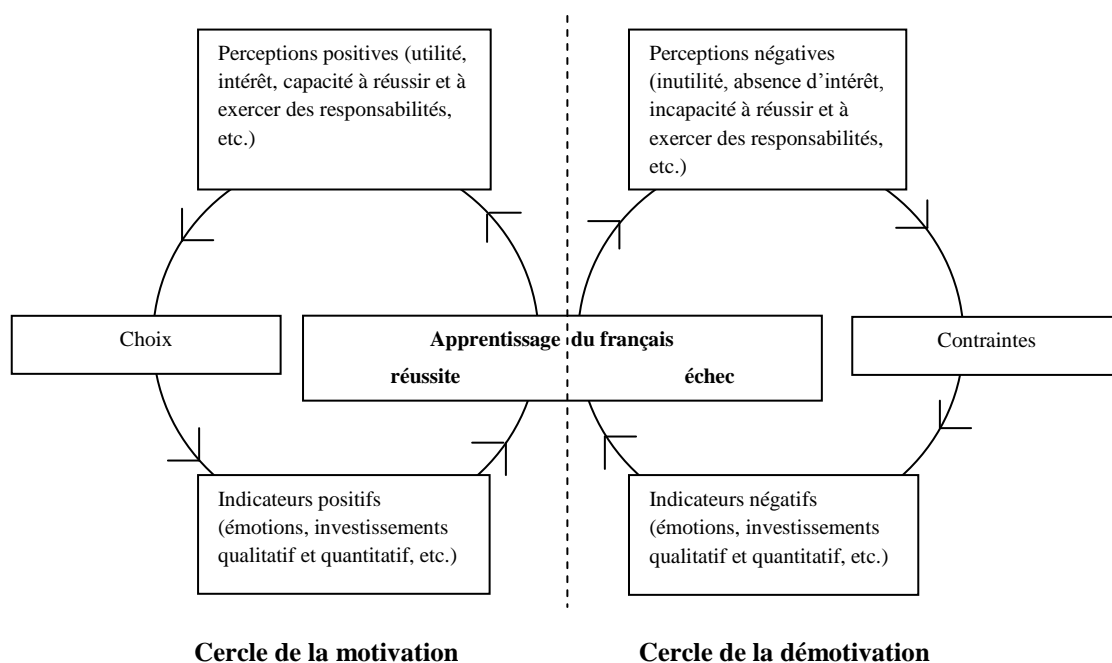 Perceptions positives (utilité,
intérêt, capacité à réussir et à
exercer des responsabilités,
etc.)
Perceptions négatives
(inutilité, absence d’intérêt,
incapacité à réussir et à
exercer des responsabilités,
etc.)
Choix
Apprentissage du français
réussite échec
Contraintes
Indicateurs positifs
(émotions, investissements
qualitatif et quantitatif, etc.)
Indicateurs négatifs
(émotions, investissements
qualitatif et quantitatif, etc.)
Cercle de la motivation
Cercle de la démotivation